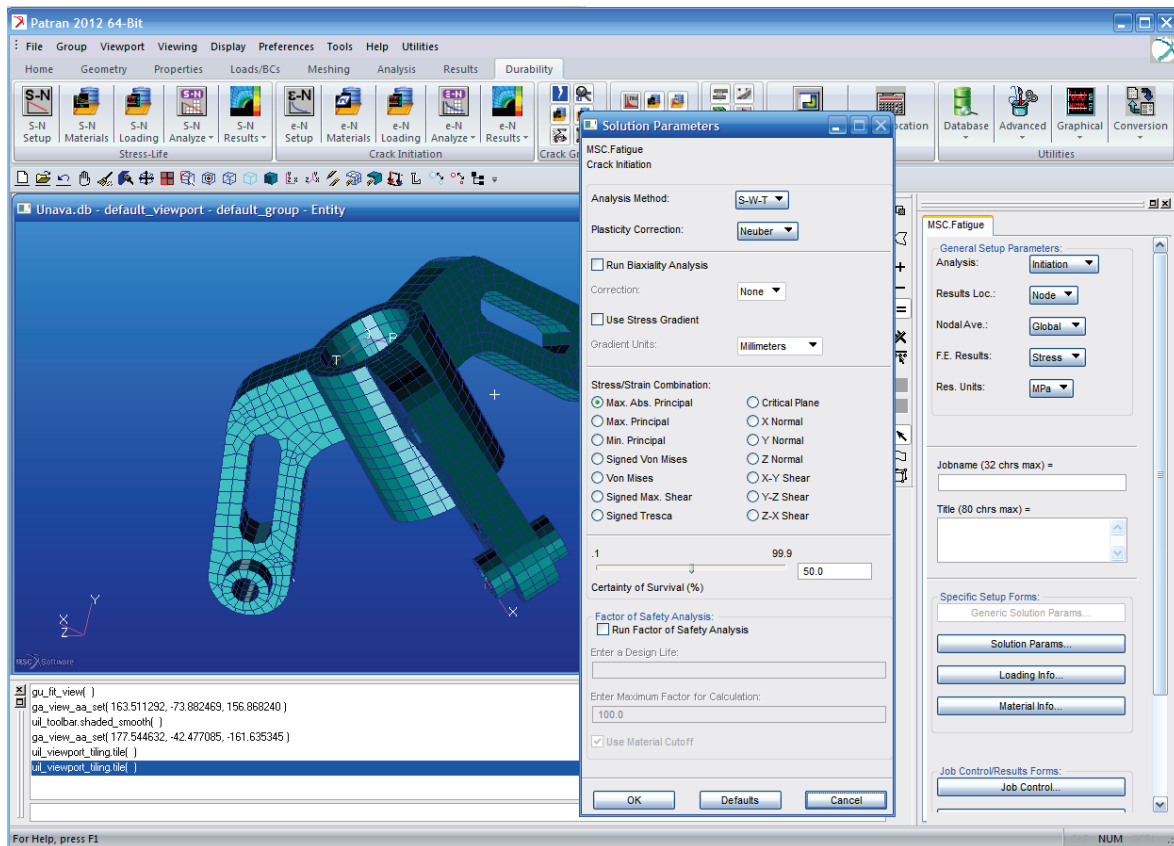 Patran 2012 64-Bit
File Group Viewport Viewing Display Preferences Tools Help Utilities
Home Geometry Properties Loads/BCs Meshing Analysis Results Durability
S-N S-N ε-N E-N
S-N Setup S-N Materials S-N Loading S-N Analyze S-N Results e-N Setup e-N Materials e-N Loading e-N Analyze e-N Results Database Advanced Graphical Conversion
Stress-Life Crack Initiation Utilities
Unava.db - default_viewport - default_group - Entity
T
P
X
Y
X
Z
MSC Software
gu_fit_view( )
ga_view_aa_set( 163.511292, -73.882469, 156.868240 )
uil_toolbar.shaded_smooth( )
ga_view_aa_set( 177.544632, -42.477085, -161.635345 )
uil_viewport_tiling.tile( )
uil_viewport_tiling.tile( )
For Help, press F1
NUM
Solution Parameters
MSC.Fatigue
Crack Initiation
Analysis Method: S-W-T
Plasticity Correction: Neuber
Run Biaxiality Analysis
Correction: None
Use Stress Gradient
Gradient Units: Millimeters
Stress/Strain Combination:
Max. Abs. Principal Critical Plane
Max. Principal X Normal
Min. Principal Y Normal
Signed Von Mises Z Normal
Von Mises X-Y Shear
Signed Max. Shear Y-Z Shear
Signed Tresca Z-X Shear
.1 99.9
50.0
Certainty of Survival (%)
Factor of Safety Analysis:
Run Factor of Safety Analysis
Enter a Design Life:
Enter Maximum Factor for Calculation:
100.0
Use Material Cutoff
OK Defaults Cancel
MSC.Fatigue
General Setup Parameters:
Analysis: Initiation
Results Loc.: Node
Nodal Ave.: Global
F.E. Results: Stress
Res. Units: MPa
Jobname (32 chrs max) =
Title (80 chrs max) =
Specific Setup Forms:
Generic Solution Params...
Solution Params...
Loading Info...
Material Info...
Job Control/Results Forms:
Job Control...